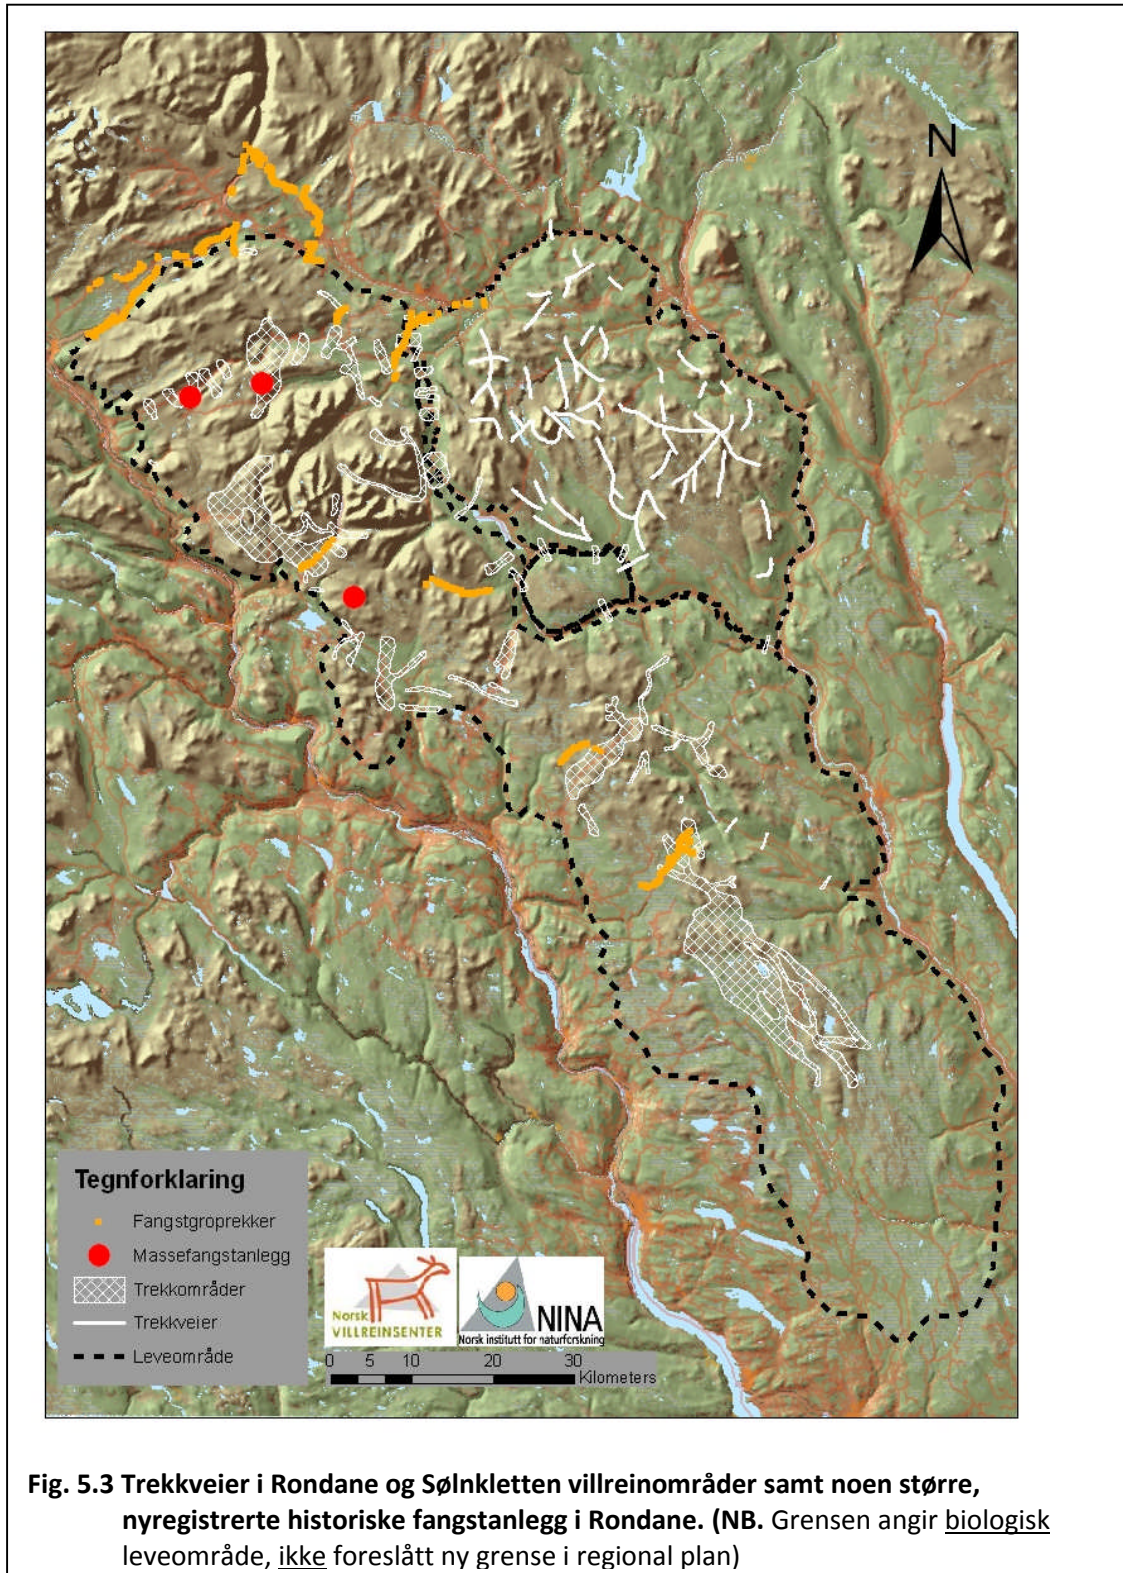 N
Tegnforklaring
Fangstgroprekker
Massefangstanlegg
Trekkområder
Trekkveier
Leveområde
Norsk
VILLREINSENTER
NINA
Norsk institutt for naturforskning
0 5 10 20 30
Kilometers
Fig. 5.3 Trekkveier i Rondane og Sølnkletten villreinområder samt noen større,
nyregistrerte historiske fangstanlegg i Rondane. (NB. Grensen angir biologisk
leveområde, ikke foreslått ny grense i regional plan)